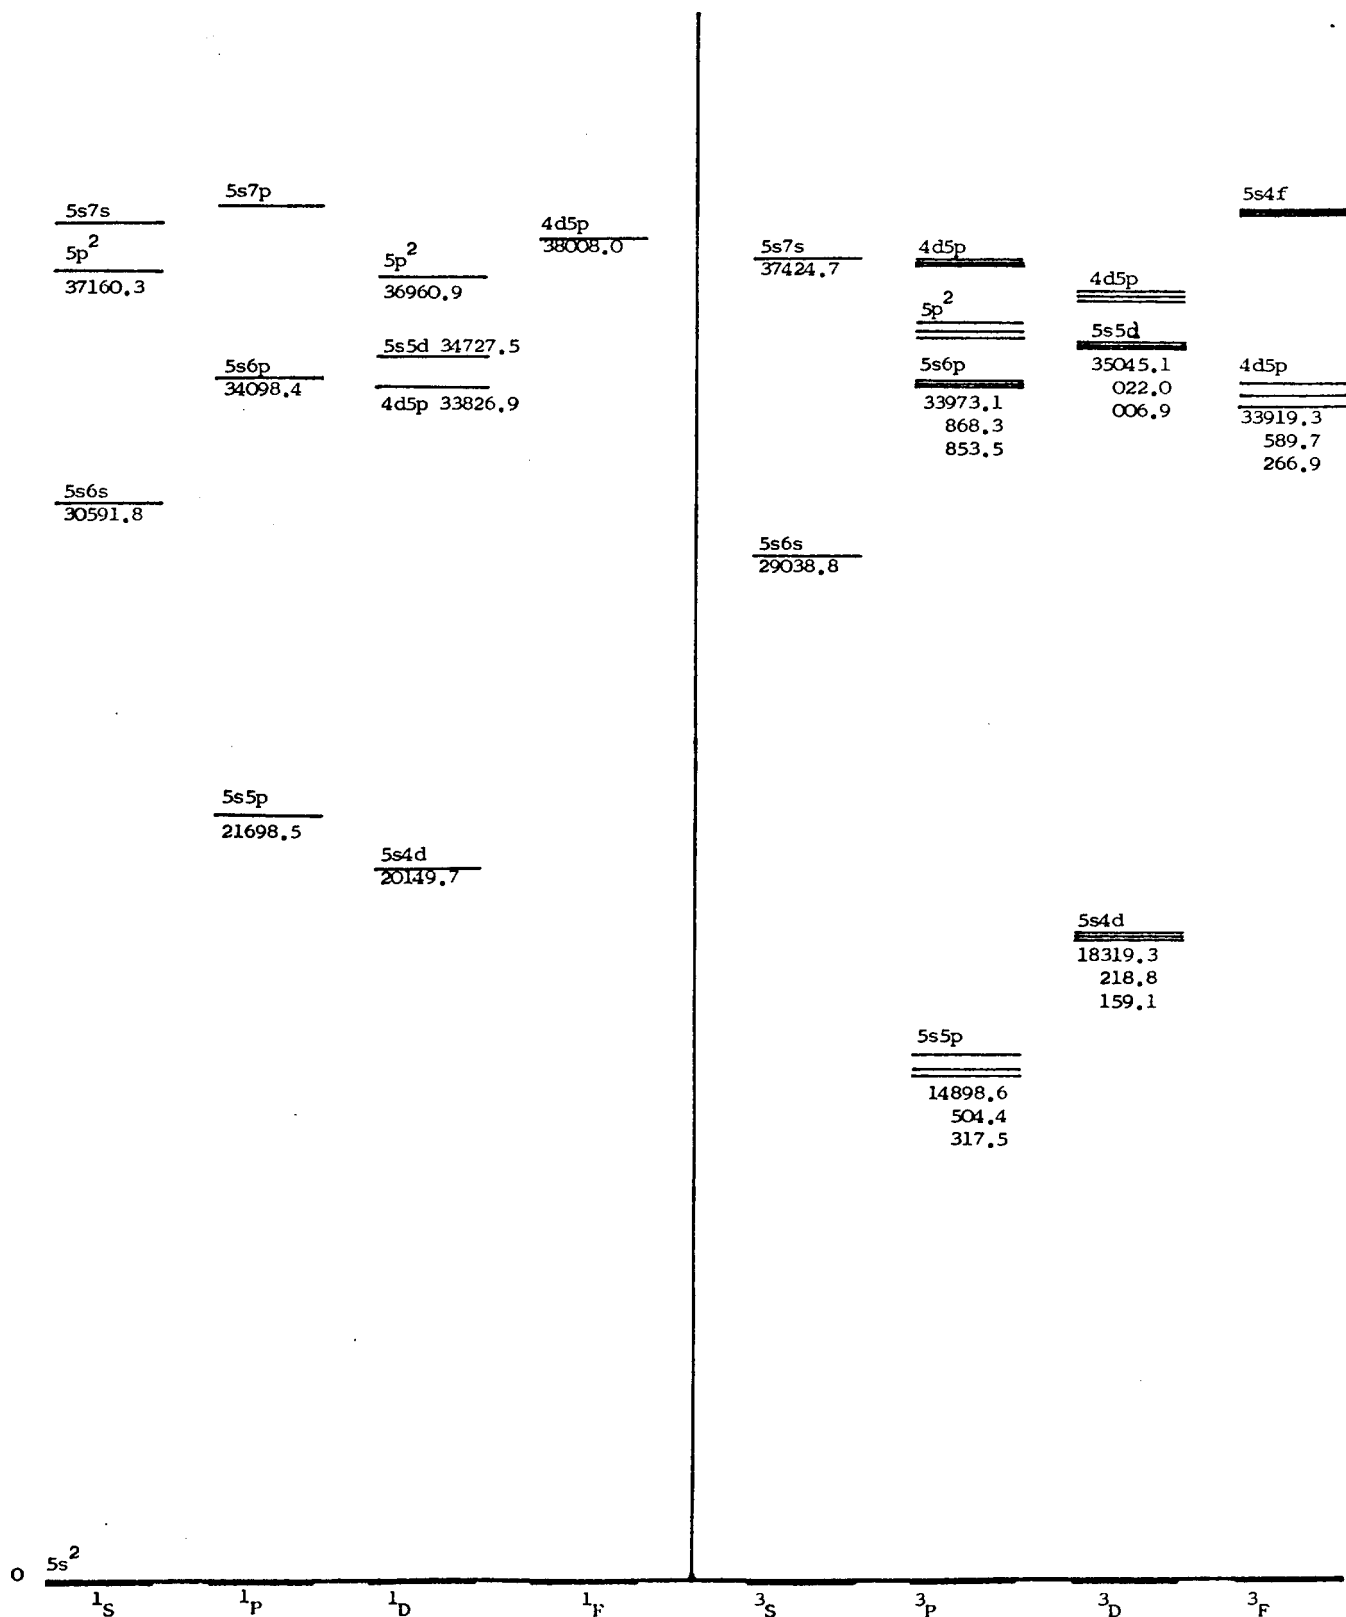 5s7s
5p²
37160.3
5s6s
30591.8
5s7p
5s6p
34098.4
5s5p
21698.5
5p²
36960.9
5s5d 34727.5
4d5p 33826.9
5s4d
20149.7
4d5p
38008.0
5s7s
37424.7
5s6s
29038.8
4d5p
5p²
5s6p
33973.1
868.3
853.5
5s5p
14898.6
504.4
317.5
4d5p
5s5d
35045.1
022.0
006.9
5s4d
18319.3
218.8
159.1
5s4f
4d5p
33919.3
589.7
266.9
0 5s²
¹S ¹P ¹D ¹F ³S ³P ³D ³F